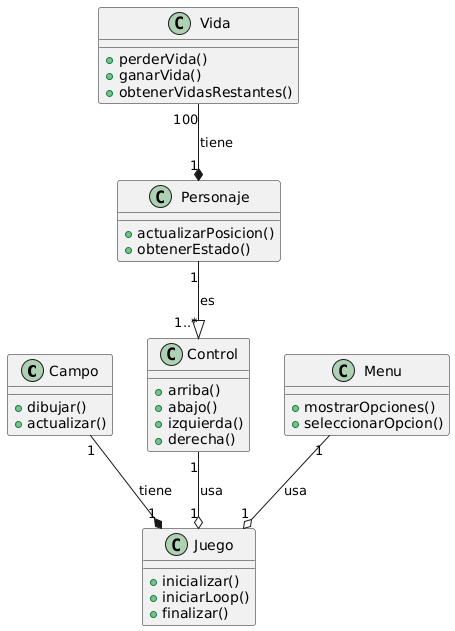 C Vida
perderVida()
ganarVida()
obtenerVidasRestantes()
100
tiene
1
C Personaje
actualizarPosicion()
obtenerEstado()
1
es
1..*
C Campo
dibujar()
actualizar()
C Control
arriba()
abajo()
izquierda()
derecha()
C Menu
mostrarOpciones()
seleccionarOpcion()
1
1
1
tiene
usa
usa
1
1
1
C Juego
inicializar()
iniciarLoop()
finalizar()